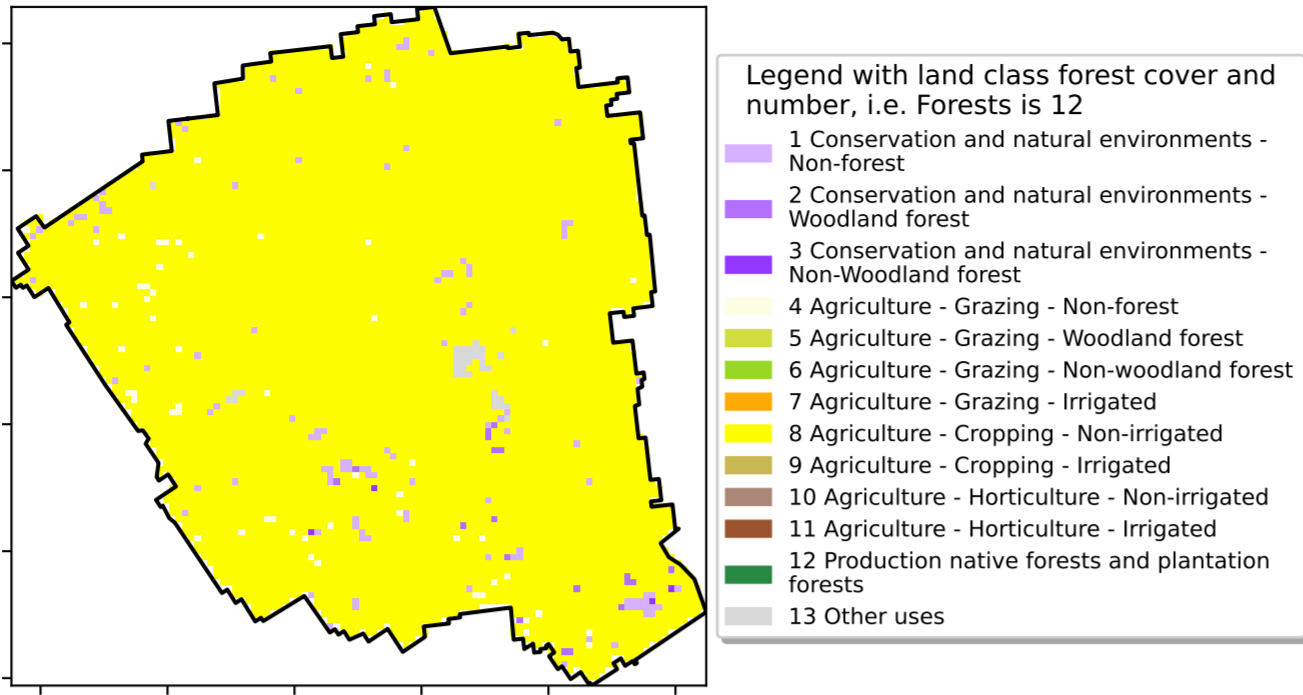 Legend with land class forest cover and
number, i.e. Forests is 12
1 Conservation and natural environments -
Non-forest
2 Conservation and natural environments -
Woodland forest
3 Conservation and natural environments -
Non-Woodland forest
4 Agriculture - Grazing - Non-forest
5 Agriculture - Grazing - Woodland forest
6 Agriculture - Grazing - Non-woodland forest
7 Agriculture - Grazing - Irrigated
8 Agriculture - Cropping - Non-irrigated
9 Agriculture - Cropping - Irrigated
10 Agriculture - Horticulture - Non-irrigated
11 Agriculture - Horticulture - Irrigated
12 Production native forests and plantation
forests
13 Other uses